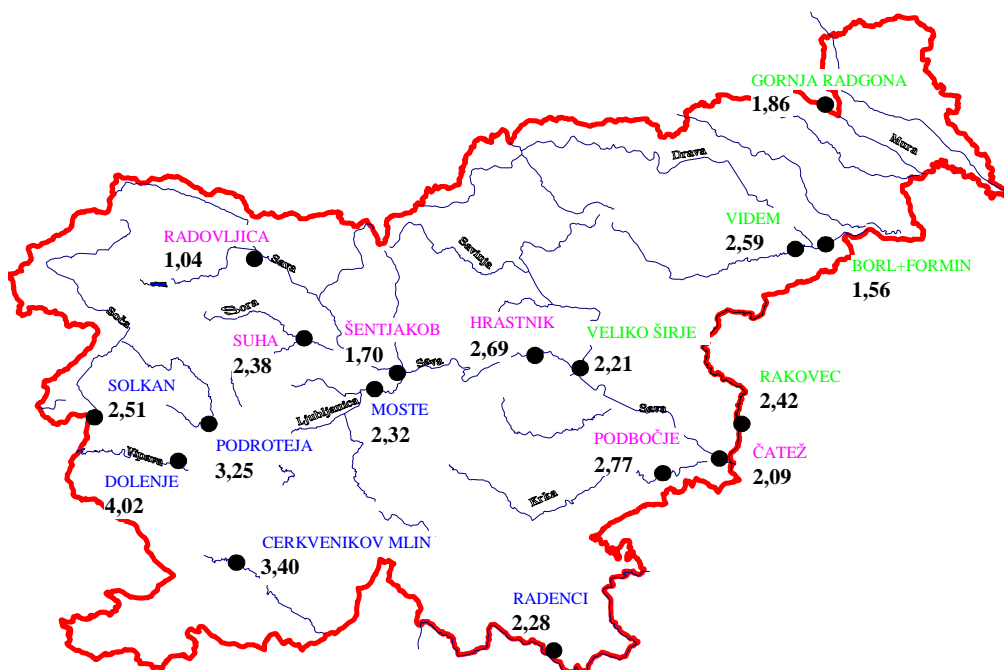 GORNJA RADGONA
1,86
Mura
Drava
VIDEM
2,59
BORL+FORMIN
1,56
RADOVLJICA
1,04
Sava
Savinja
Soča
Sora
SUHA
2,38
ŠENTJAKOB
1,70
Sava
HRASTNIK
2,69
VELIKO ŠIRJE
2,21
SOLKAN
2,51
Ljubljanica
MOSTE
2,32
Sava
RAKOVEC
2,42
PODROTEJA
3,25
Vipava
DOLENJE
4,02
PODBOČJE
2,77
ČATEŽ
2,09
Krka
CERKVENIKOV MLIN
3,40
RADENCI
2,28